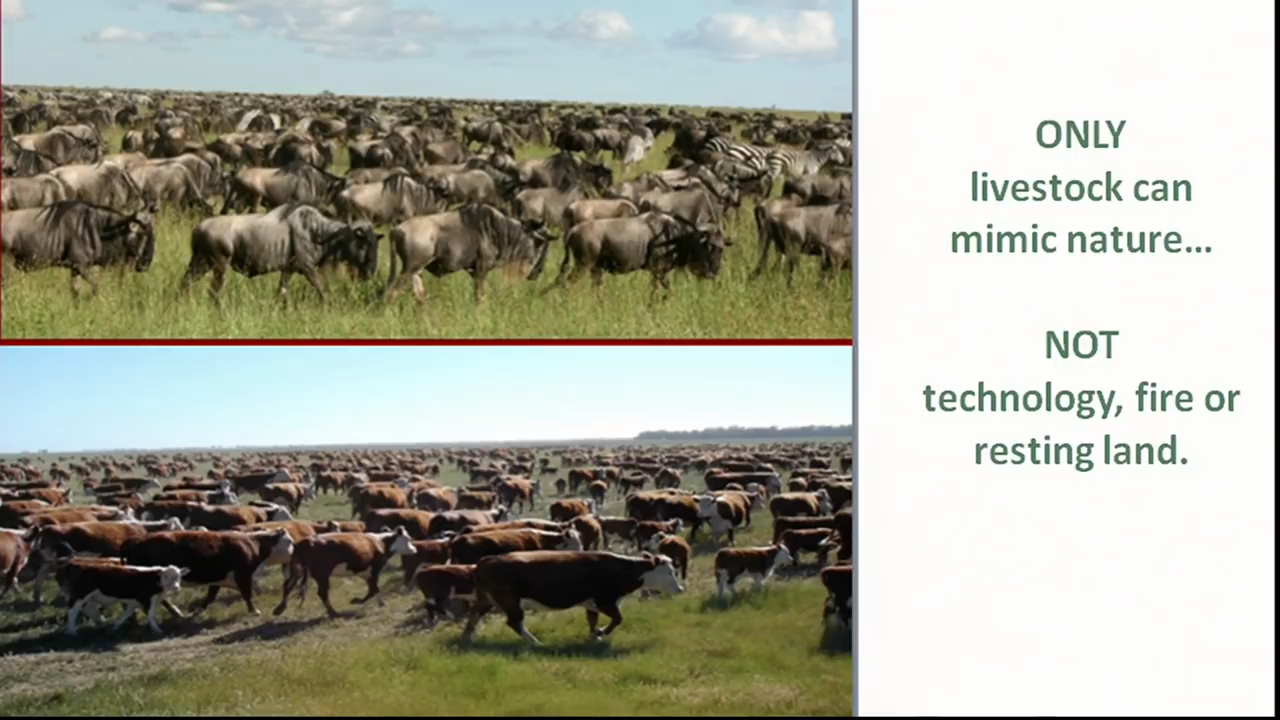 ONLY
livestock can
mimic nature...
NOT
technology, fire or
resting land.